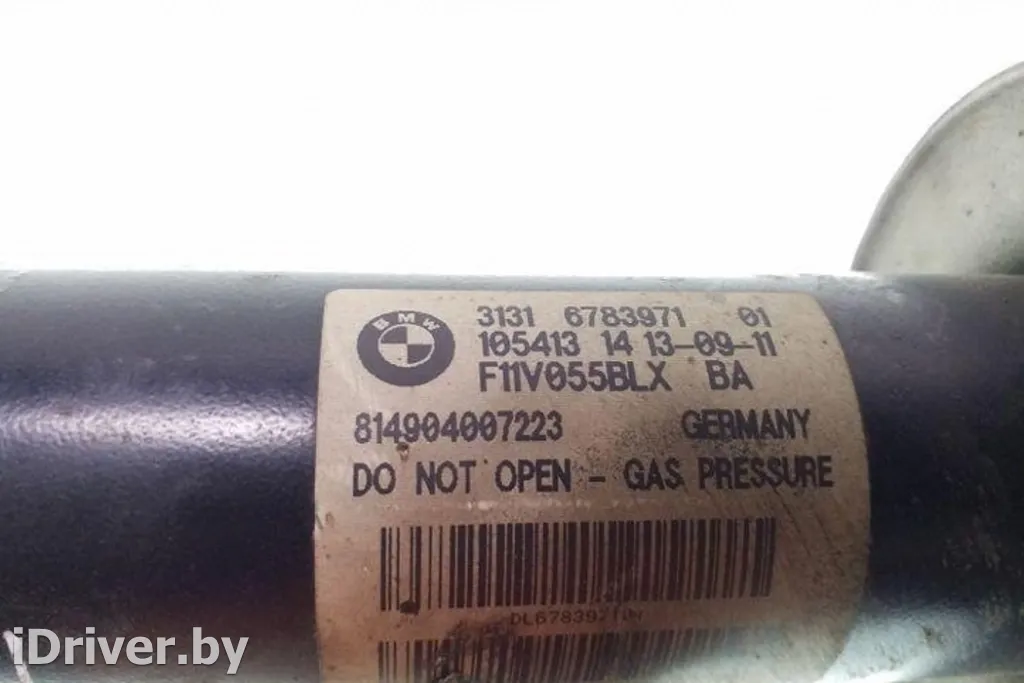 BMW
3131 6783971 01
105413 14 13-09-11
F11V055BLX BA
814904007223 GERMANY
DO NOT OPEN - GAS PRESSURE
iDriver.by